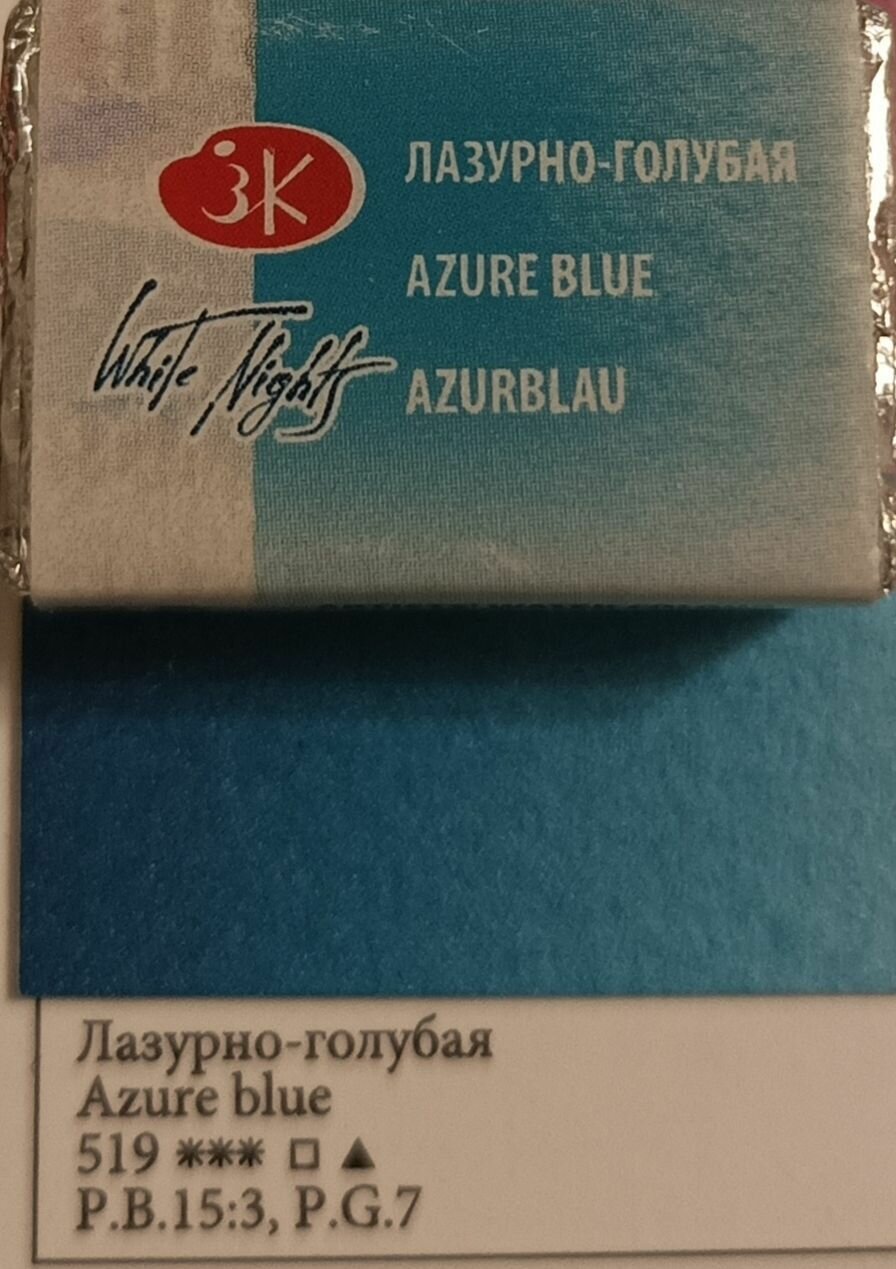 ЗК
ЛАЗУРНО-ГОЛУБАЯ
AZURE BLUE
White Nights
AZURBLAU
Лазурно-голубая
Azure blue
519 *** □ ▲
P.B.15:3, P.G.7